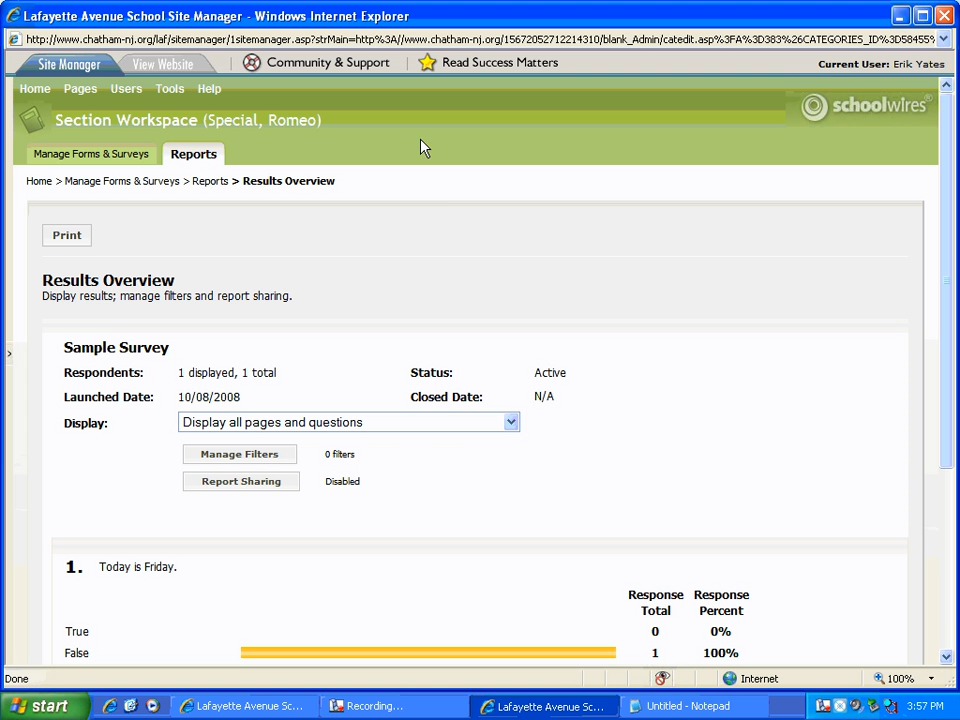 Lafayette Avenue School Site Manager - Windows Internet Explorer
http://www.chatham-nj.org/laf/sitemanager/1sitemanager.asp?strMain=http%3A//www.chatham-nj.org/15672052712214310/blank_Admin/catedit.asp%3FA%3D383%26CATEGORIES_ID%3D58455%
Site Manager View Website Community & Support Read Success Matters Current User: Erik Yates
Home Pages Users Tools Help
Section Workspace (Special, Romeo) schoolwires®
Manage Forms & Surveys Reports
Home > Manage Forms & Surveys > Reports > Results Overview
Print
Results Overview
Display results; manage filters and report sharing.
Sample Survey
Respondents: 1 displayed, 1 total Status: Active
Launched Date: 10/08/2008 Closed Date: N/A
Display: Display all pages and questions
Manage Filters 0 filters
Report Sharing Disabled
1. Today is Friday.
Response Response
Total Percent
True 0 0%
False 1 100%
Done Internet 100%
start Lafayette Avenue Sc... Recording... Lafayette Avenue Sc... Untitled - Notepad 3:57 PM